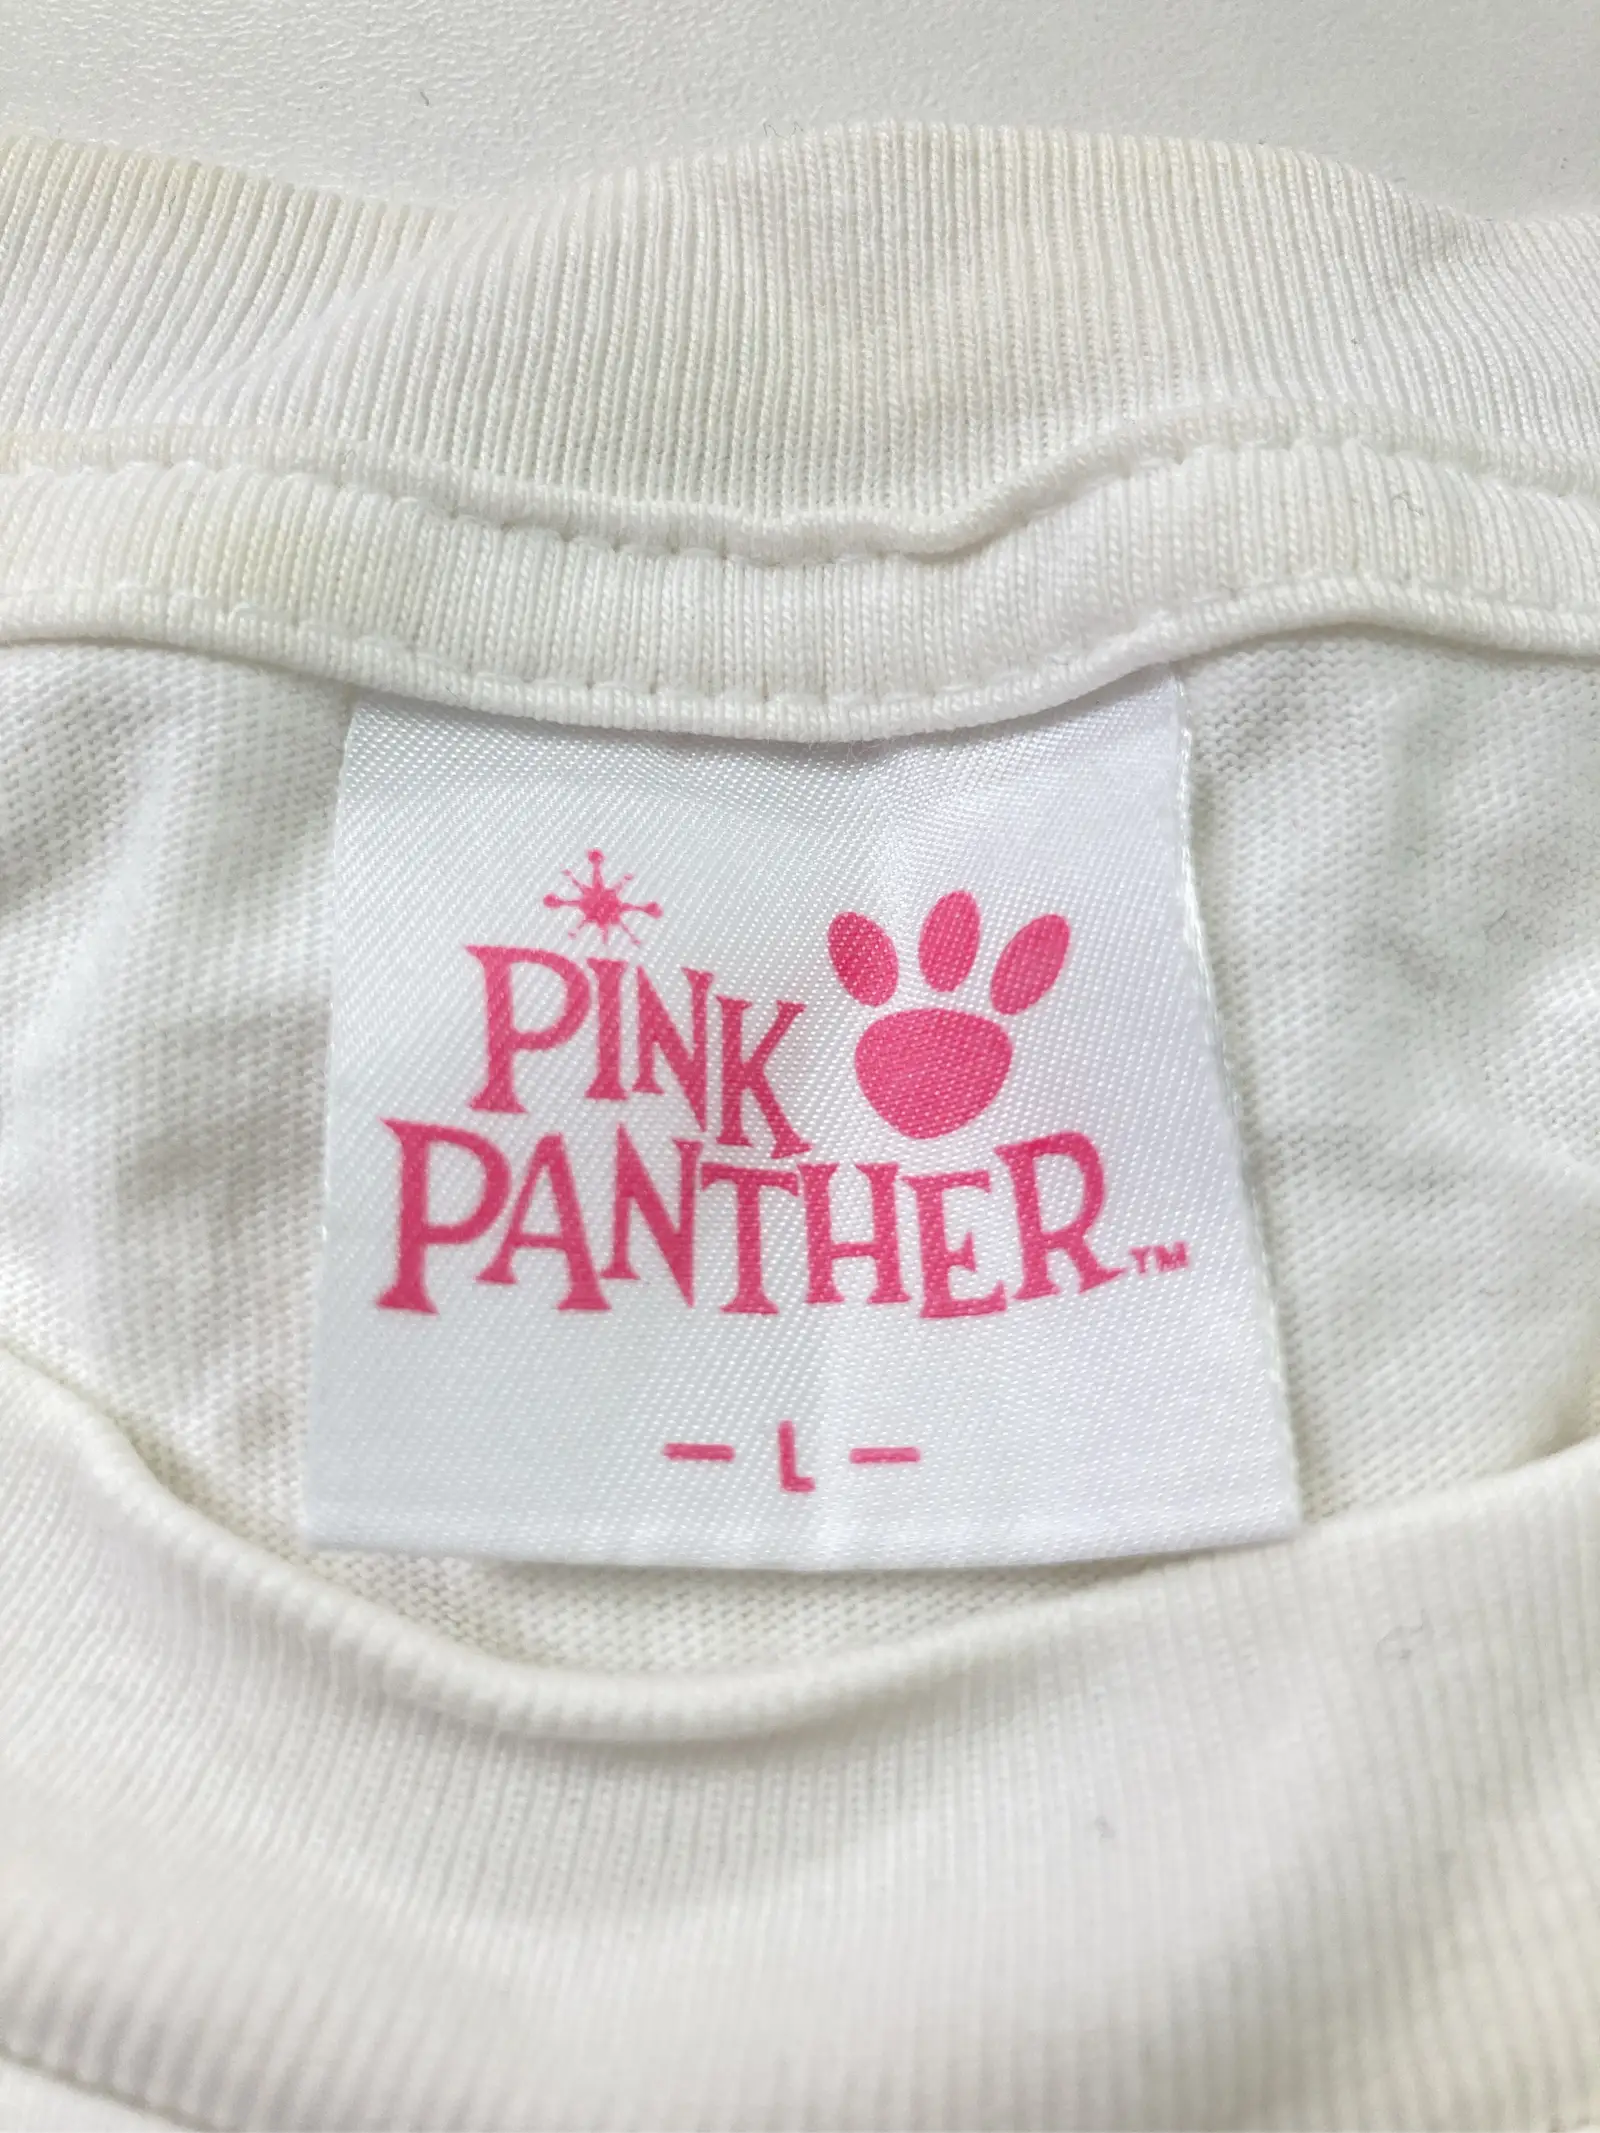 PINK
PANTHER™
- L -